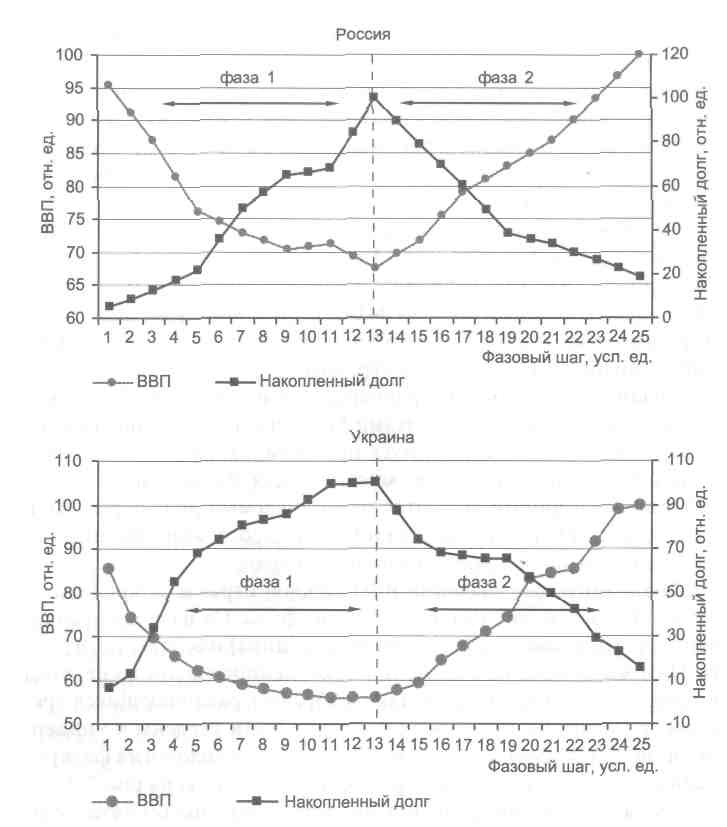 Россия
100 95 90 85 80 75 70 65 60
ВВП, отн. ед.
фаза 1
фаза 2
120 100 80 60 40 20 0
Накопленный долг, отн. ед.
1 2 3 4 5 6 7 8 9 10 11 12 13 14 15 16 17 18 19 20 21 22 23 24 25
Фазовый шаг, усл. ед.
ВВП
Накопленный долг
Украина
110 100 90 80 70 60 50
ВВП, отн. ед.
фаза 1
фаза 2
110 90 70 50 30 10 -10
Накопленный долг, отн. ед.
1 2 3 4 5 6 7 8 9 10 11 12 13 14 15 16 17 18 19 20 21 22 23 24 25
Фазовый шаг, усл. ед.
ВВП
Накопленный долг